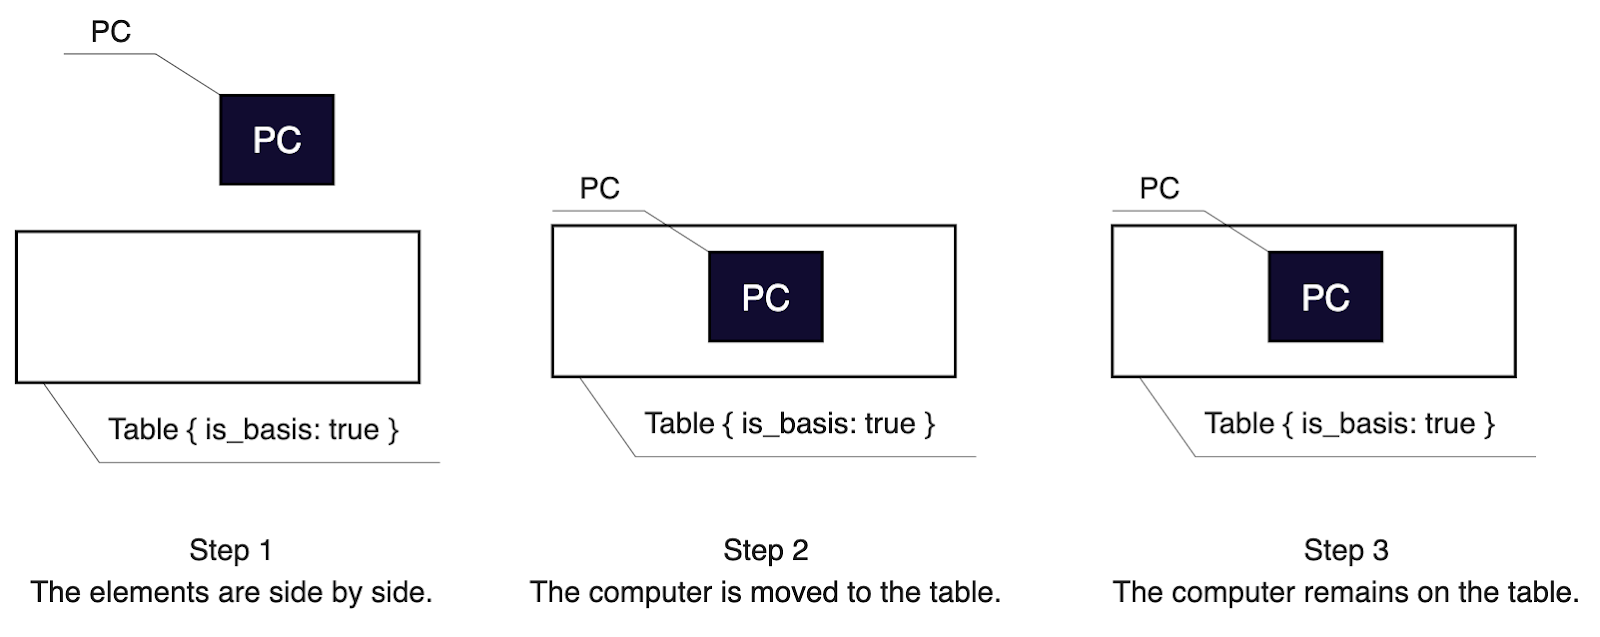 PC
PC
Table { is_basis: true }
Step 1
The elements are side by side.
PC
PC
Table { is_basis: true }
Step 2
The computer is moved to the table.
PC
PC
Table { is_basis: true }
Step 3
The computer remains on the table.